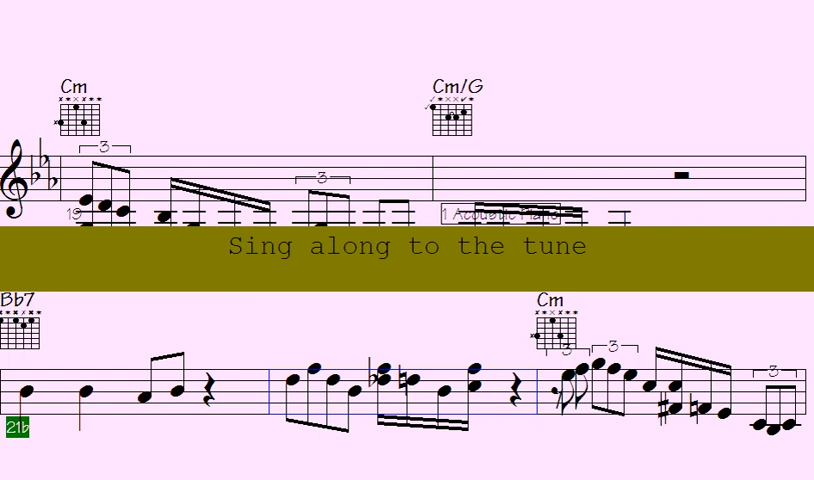 Cm Cm/G
3
3
19 1 Acoustic Piano
Sing along to the tune
Bb7 Cm
3 3
3
21b